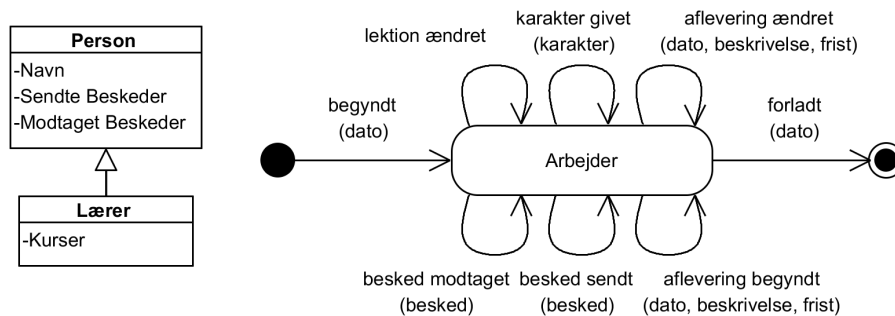 Person
-Navn
-Sendte Beskeder
-Modtaget Beskeder
Lærer
-Kurser
lektion ændret
karakter givet
(karakter)
aflevering ændret
(dato, beskrivelse, frist)
begyndt
(dato)
Arbejder
forladt
(dato)
besked modtaget
(besked)
besked sendt
(besked)
aflevering begyndt
(dato, beskrivelse, frist)